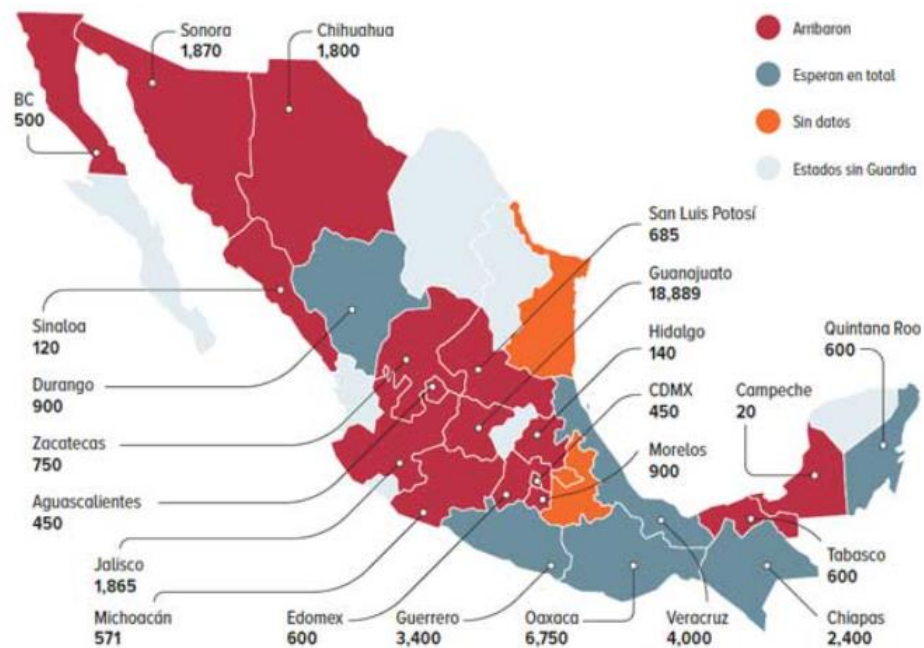 Sonora
1,870
Chihuahua
1,800
Arribaron
Esperan en total
Sin datos
Estados sin Guardia
BC
500
San Luis Potosí
685
Guanajuato
18,889
Hidalgo
140
CDMX
450
Morelos
900
Quintana Roo
600
Campeche
20
Sinaloa
120
Durango
900
Zacatecas
750
Aguascalientes
450
Jalisco
1,865
Michoacán
571
Edomex
600
Guerrero
3,400
Oaxaca
6,750
Veracruz
4,000
Tabasco
600
Chiapas
2,400